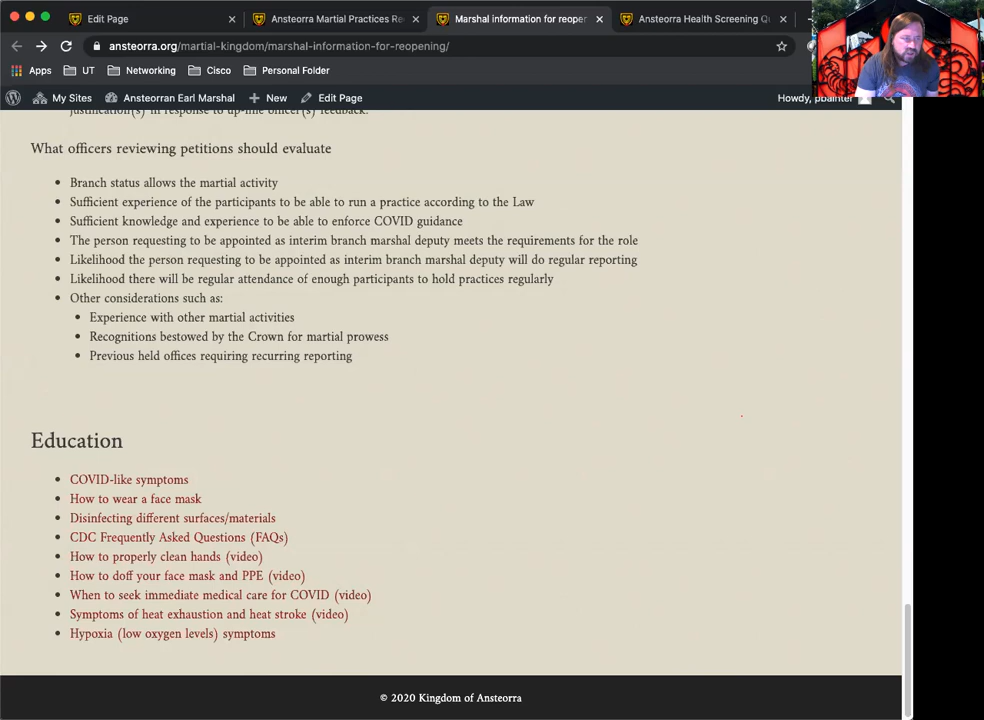 Edit Page
Ansteorra Martial Practices Re
Marshal information for reoper
Ansteorra Health Screening Q
ansteorra.org/martial-kingdom/marshal-information-for-reopening/
Apps
UT
Networking
Cisco
Personal Folder
My Sites
Ansteorran Earl Marshal
New
Edit Page
Howdy, pbainter
justification(s) in response to up-line officer(s) feedback.
What officers reviewing petitions should evaluate
Branch status allows the martial activity
Sufficient experience of the participants to be able to run a practice according to the Law
Sufficient knowledge and experience to be able to enforce COVID guidance
The person requesting to be appointed as interim branch marshal deputy meets the requirements for the role
Likelihood the person requesting to be appointed as interim branch marshal deputy will do regular reporting
Likelihood there will be regular attendance of enough participants to hold practices regularly
Other considerations such as:
Experience with other martial activities
Recognitions bestowed by the Crown for martial prowess
Previous held offices requiring recurring reporting
Education
COVID-like symptoms
How to wear a face mask
Disinfecting different surfaces/materials
CDC Frequently Asked Questions (FAQs)
How to properly clean hands (video)
How to doff your face mask and PPE (video)
When to seek immediate medical care for COVID (video)
Symptoms of heat exhaustion and heat stroke (video)
Hypoxia (low oxygen levels) symptoms
© 2020 Kingdom of Ansteorra